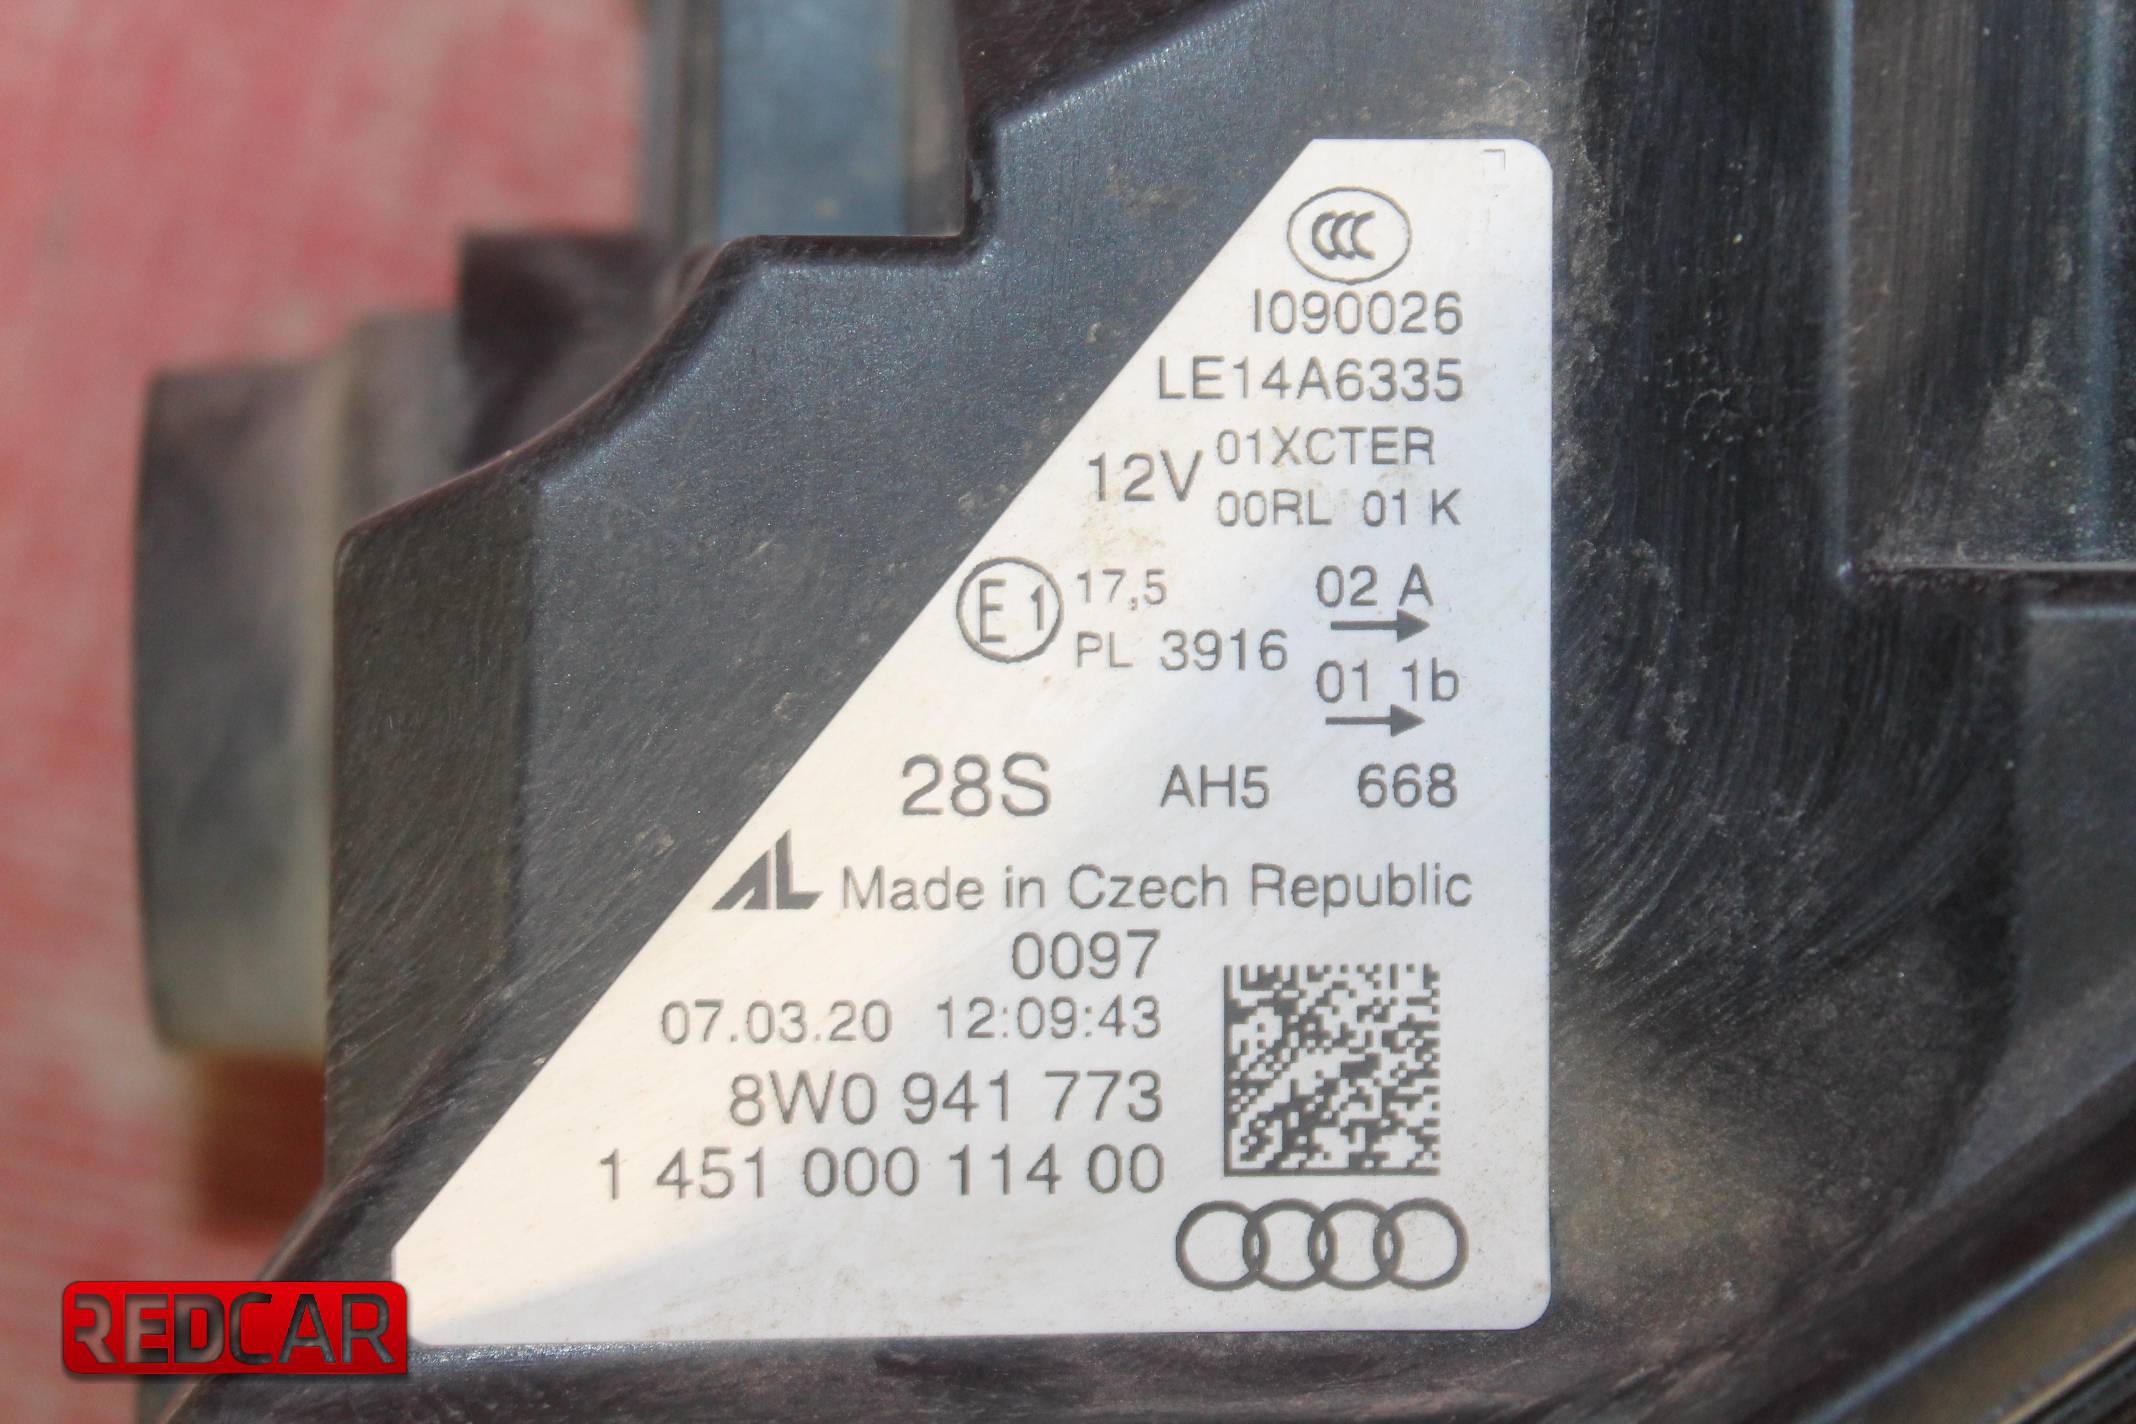 CCC
I090026
LE14A6335
12V 01XCTER
00RL 01 K
E1 17,5 02 A
PL 3916 01 1b
28S AH5 668
AL Made in Czech Republic
0097
07.03.20 12:09:43
8W0 941 773
1 451 000 114 00
REDCAR